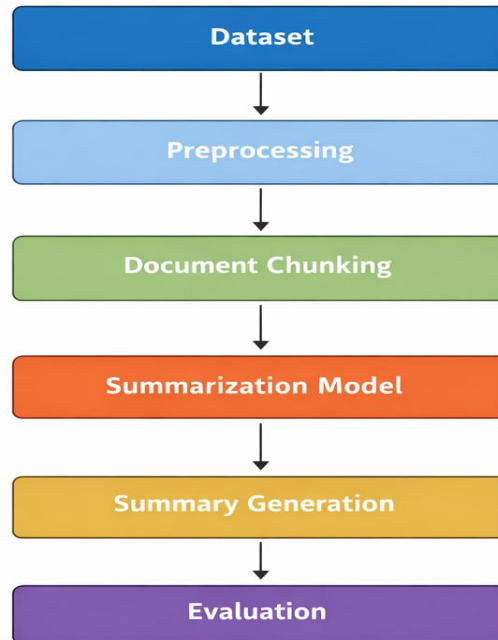 Dataset
Preprocessing
Document Chunking
Summarization Model
Summary Generation
Evaluation